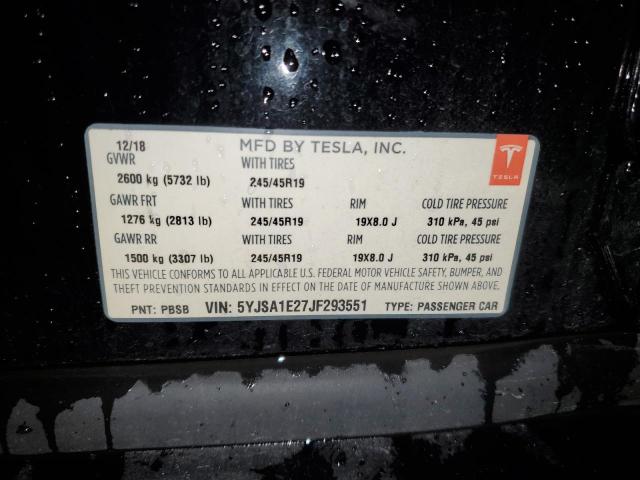 12/18 MFD BY TESLA, INC.
GVWR WITH TIRES
2600 kg (5732 lb) 245/45R19
TESLA
GAWR FRT WITH TIRES RIM COLD TIRE PRESSURE
1276 kg (2813 lb) 245/45R19 19X8.0 J 310 kPa, 45 psi
GAWR RR WITH TIRES RIM COLD TIRE PRESSURE
1500 kg (3307 lb) 245/45R19 19X8.0 J 310 kPa, 45 psi
THIS VEHICLE CONFORMS TO ALL APPLICABLE U.S. FEDERAL MOTOR VEHICLE SAFETY, BUMPER, AND
THEFT PREVENTION STANDARDS IN EFFECT ON THE DATE OF MANUFACTURE SHOWN ABOVE.
PNT: PBSB VIN: 5YJSA1E27JF293551 TYPE: PASSENGER CAR